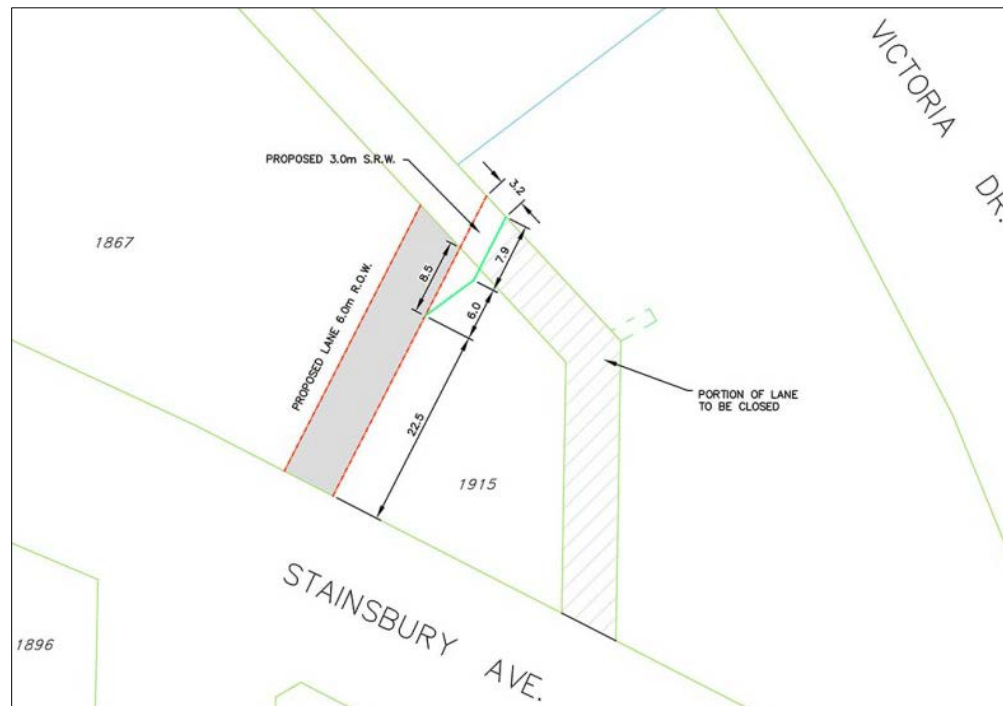 VICTORIA DR.
PROPOSED 3.0m S.R.W.
3.2
1867
7.9
8.5
6.0
PROPOSED LANE 6.0m R.O.W.
PORTION OF LANE
TO BE CLOSED
22.5
1915
STAINSBURY AVE.
1896